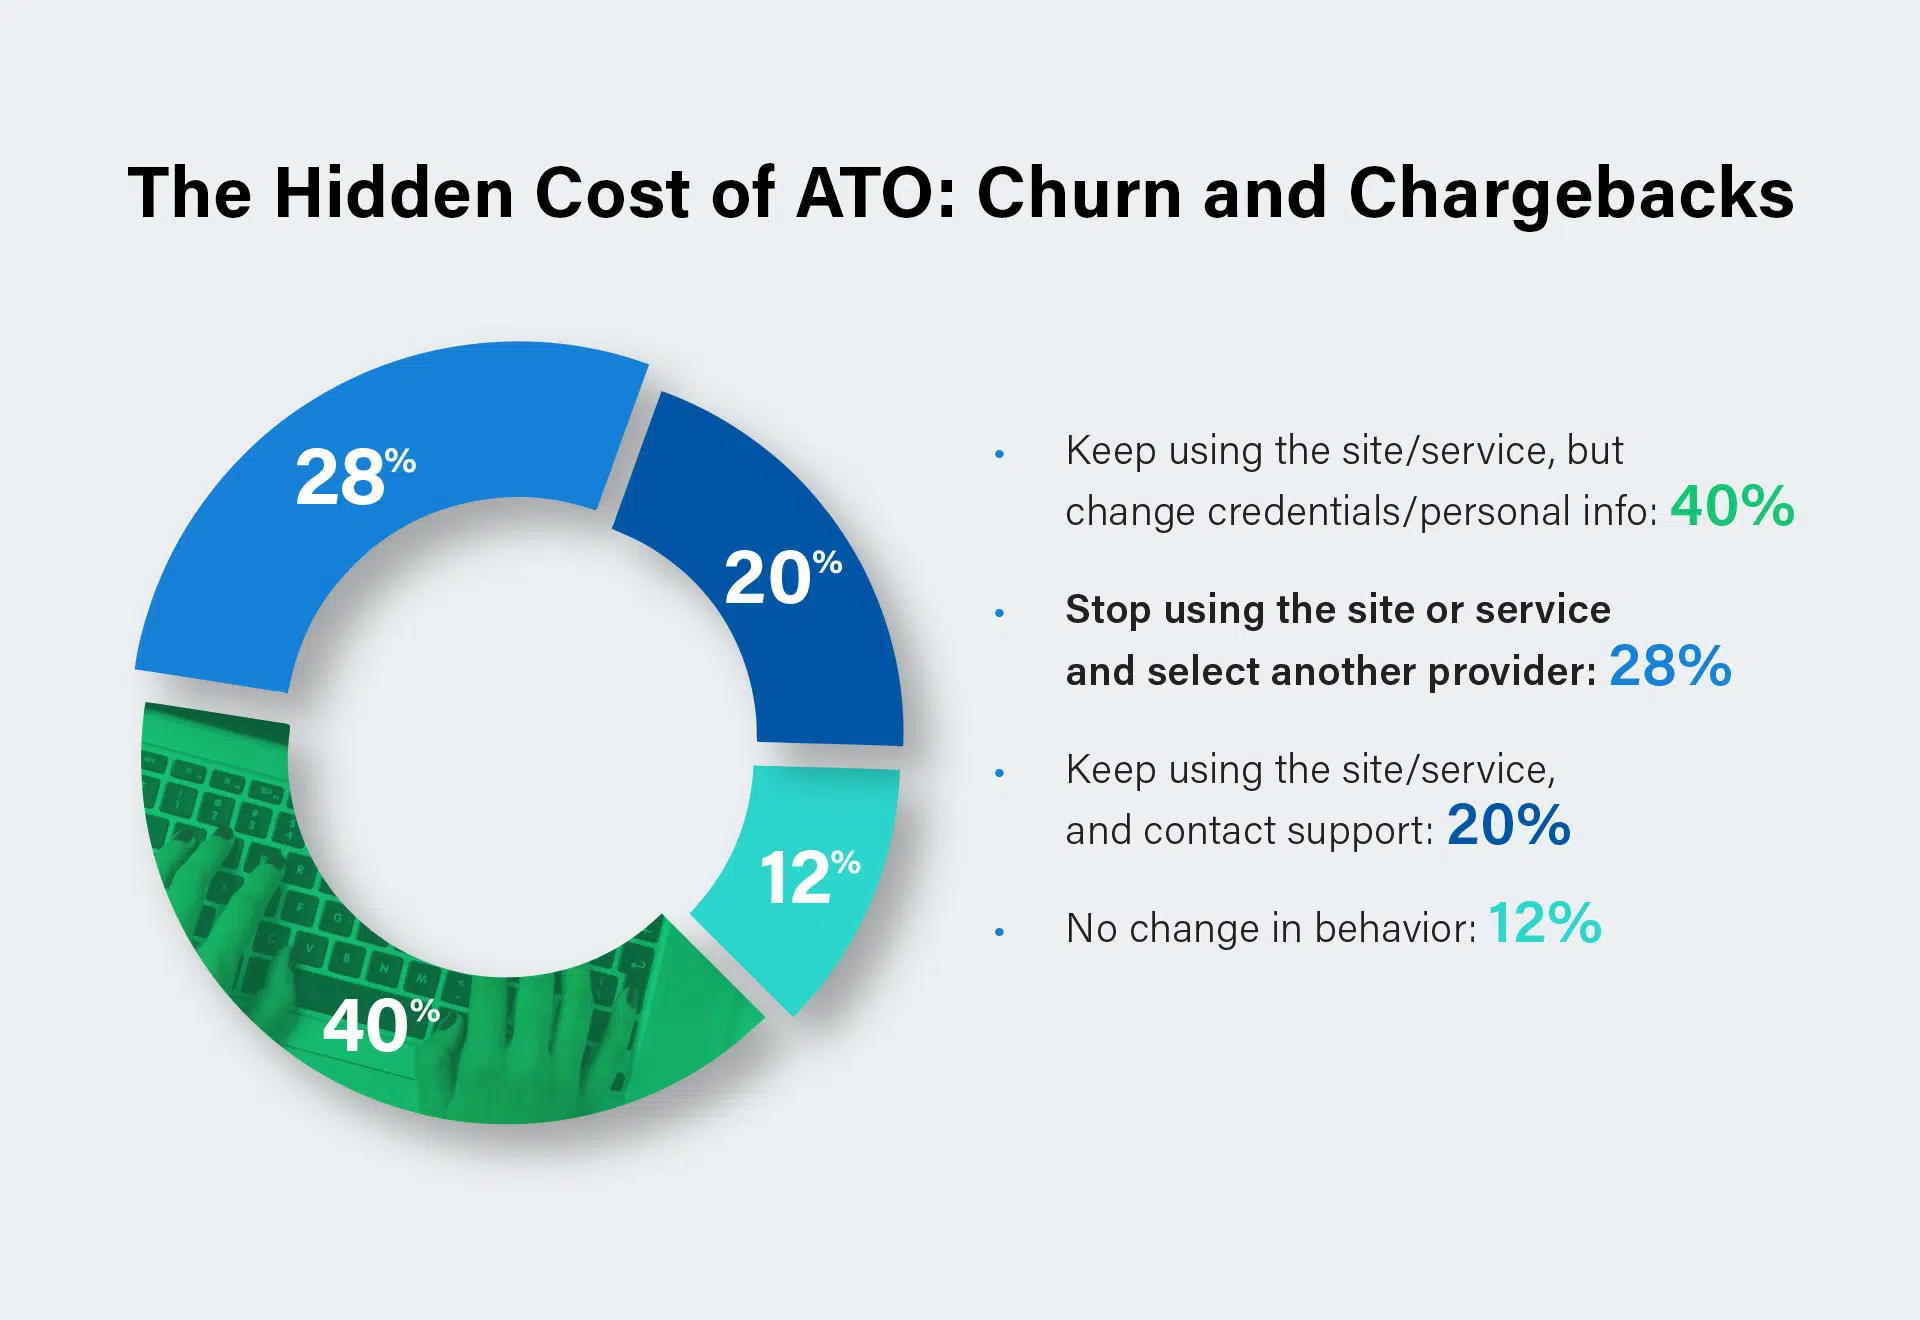 The Hidden Cost of ATO: Churn and Chargebacks
28%
20%
12%
40%
• Keep using the site/service, but
change credentials/personal info: 40%
• Stop using the site or service
and select another provider: 28%
• Keep using the site/service,
and contact support: 20%
• No change in behavior: 12%